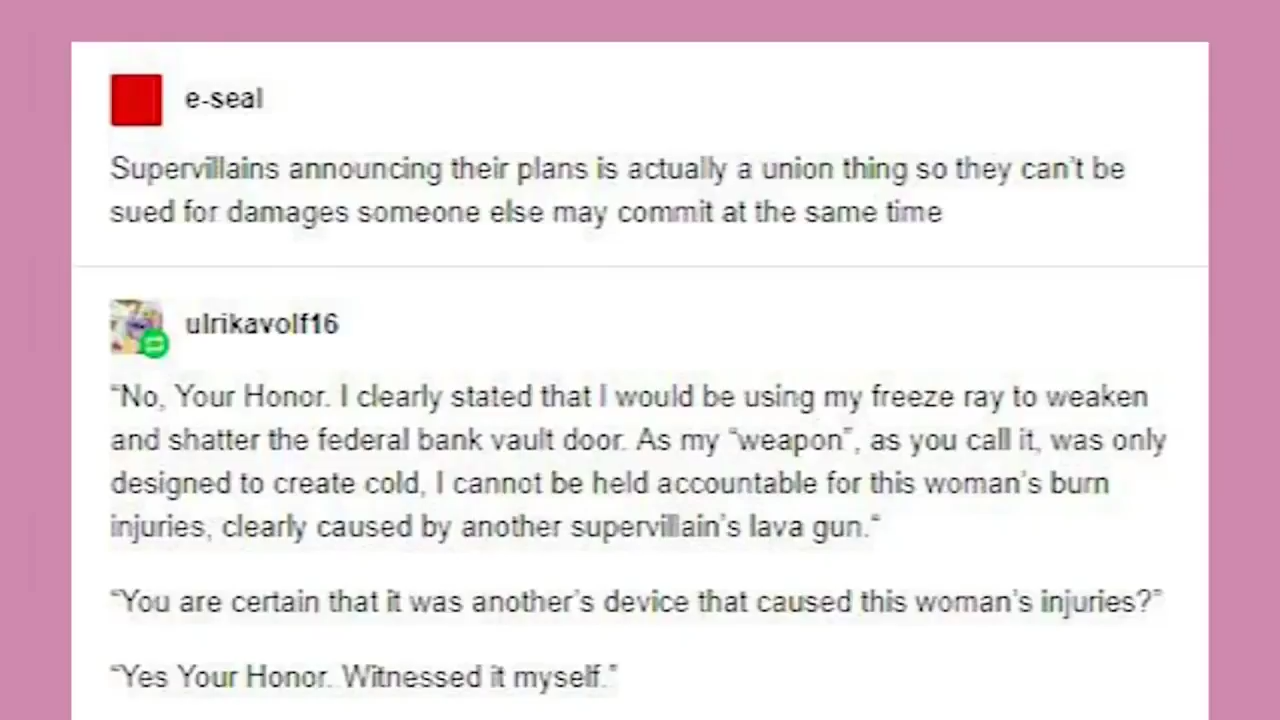 e-seal
Supervillains announcing their plans is actually a union thing so they can't be
sued for damages someone else may commit at the same time
ulrikavolf16
“No, Your Honor. I clearly stated that I would be using my freeze ray to weaken
and shatter the federal bank vault door. As my “weapon”, as you call it, was only
designed to create cold, I cannot be held accountable for this woman's burn
injuries, clearly caused by another supervillain's lava gun.“
“You are certain that it was another's device that caused this woman's injuries?”
“Yes Your Honor. Witnessed it myself.”